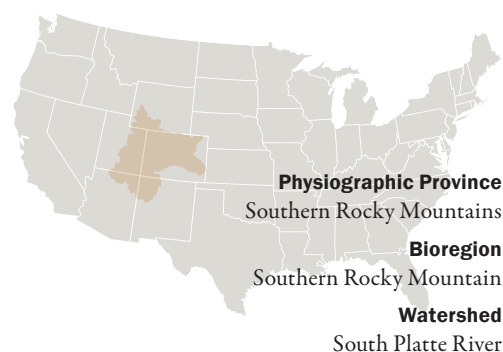 Physiographic Province
Southern Rocky Mountains
Bioregion
Southern Rocky Mountain
Watershed
South Platte River